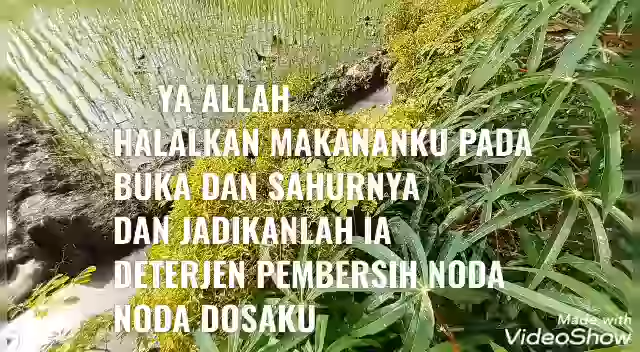 YA ALLAH
HALALKAN MAKANANKU PADA
BUKA DAN SAHURNYA
DAN JADIKANLAH IA
DETERJEN PEMBERSIH NODA
NODA DOSAKU
Made with
VideoShow